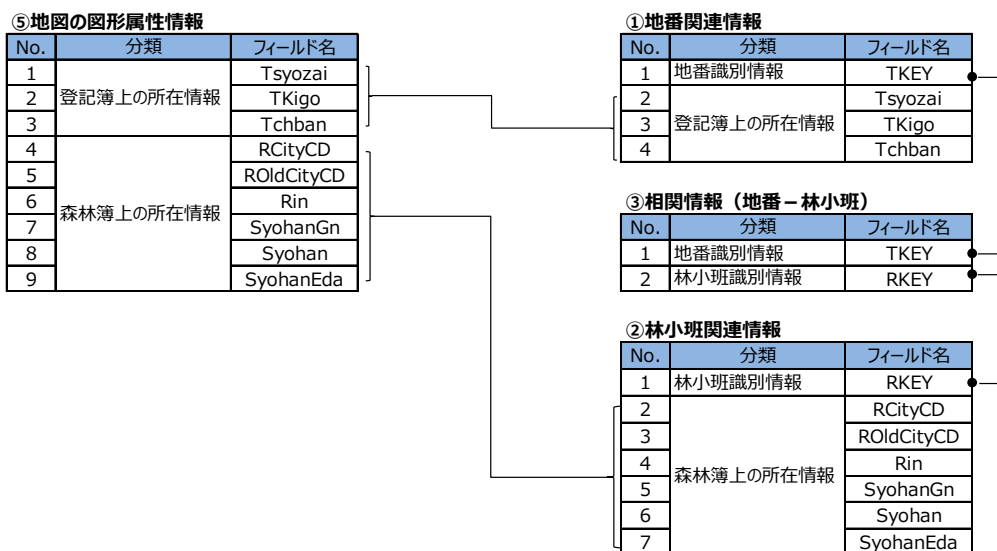 ⑤地図の図形属性情報
No. 分類 フィールド名
1 登記簿上の所在情報 Tsyozai
2 TKigo
3 Tchban
4 森林簿上の所在情報 RCityCD
5 ROldCityCD
6 Rin
7 SyohanGn
8 Syohan
9 SyohanEda
①地番関連情報
No. 分類 フィールド名
1 地番識別情報 TKEY
2 登記簿上の所在情報 Tsyozai
3 TKigo
4 Tchban
③相関情報（地番－林小班）
No. 分類 フィールド名
1 地番識別情報 TKEY
2 林小班識別情報 RKEY
②林小班関連情報
No. 分類 フィールド名
1 林小班識別情報 RKEY
2 森林簿上の所在情報 RCityCD
3 ROldCityCD
4 Rin
5 SyohanGn
6 Syohan
7 SyohanEda